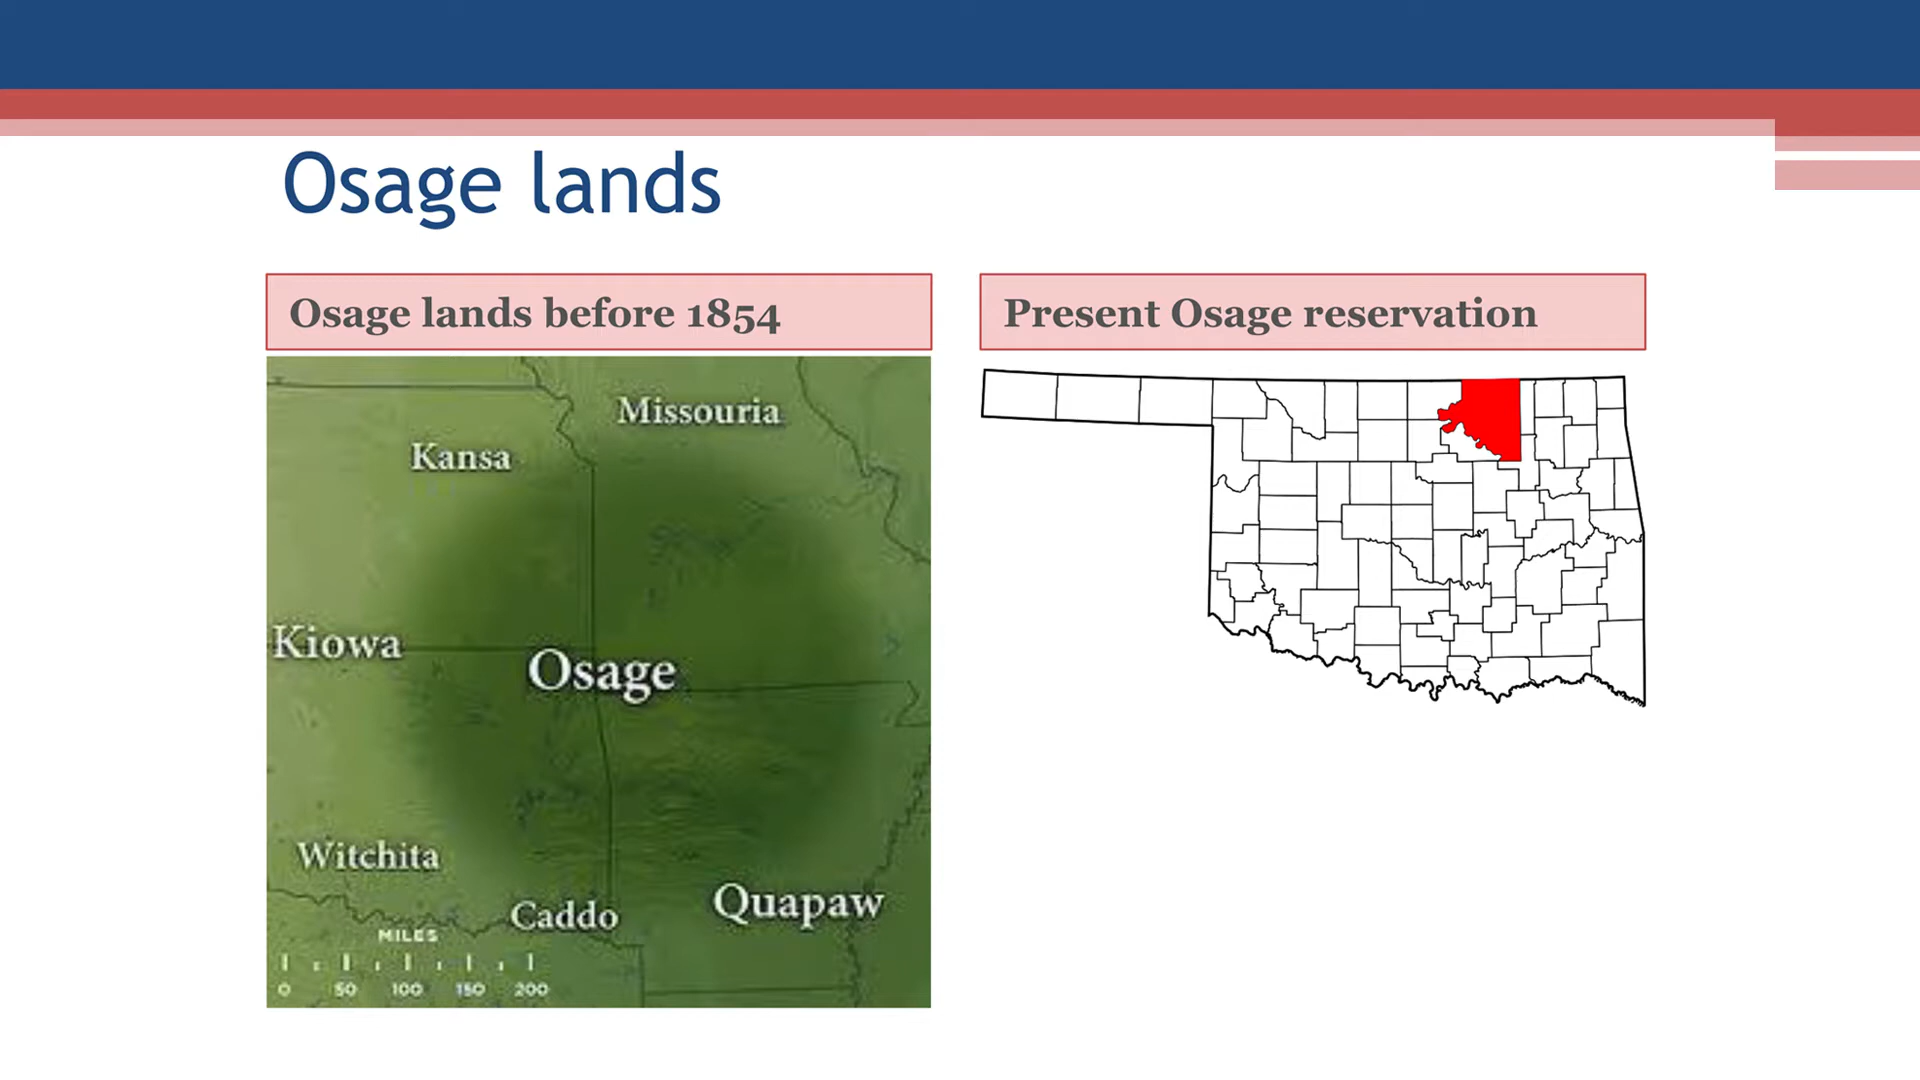 Osage lands
Osage lands before 1854
Present Osage reservation
Missouria
Kansa
Kiowa
Osage
Witchita
Caddo
Quapaw
MILES
0 50 100 150 200